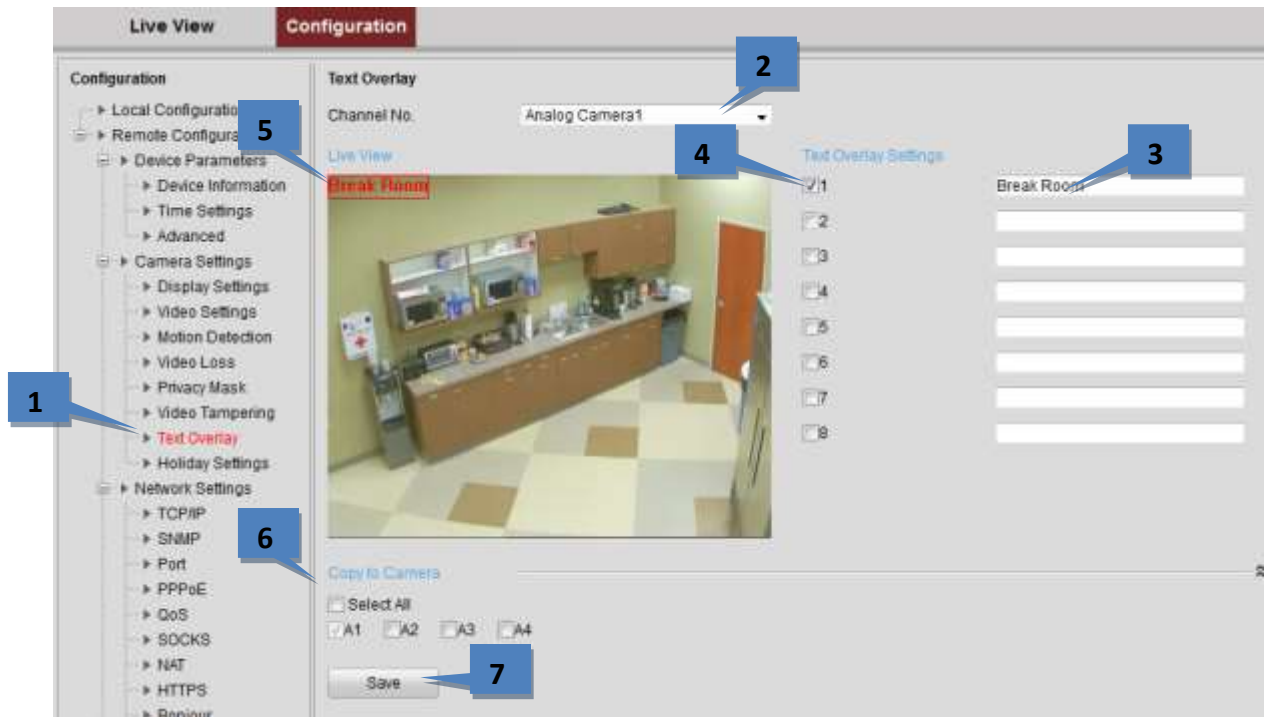 Live View
Configuration
Configuration
Local Configuratio
Remote Configura
Device Parameters
Device Information
Time Settings
Advanced
Camera Settings
Display Settings
Video Settings
Motion Detection
Video Loss
Privacy Mask
Video Tampering
Text Overlay
Holiday Settings
Network Settings
TCP/IP
SNMP
Port
PPPoE
QoS
SOCKS
NAT
HTTPS
Bonjour
Text Overlay
Channel No.
Analog Camera1
Live View
Break Room
Text Overlay Settings
1
Break Room
2
3
4
5
6
7
8
Copy to Camera
Select All
A1 A2 A3 A4
Save
1
2
3
4
5
6
7